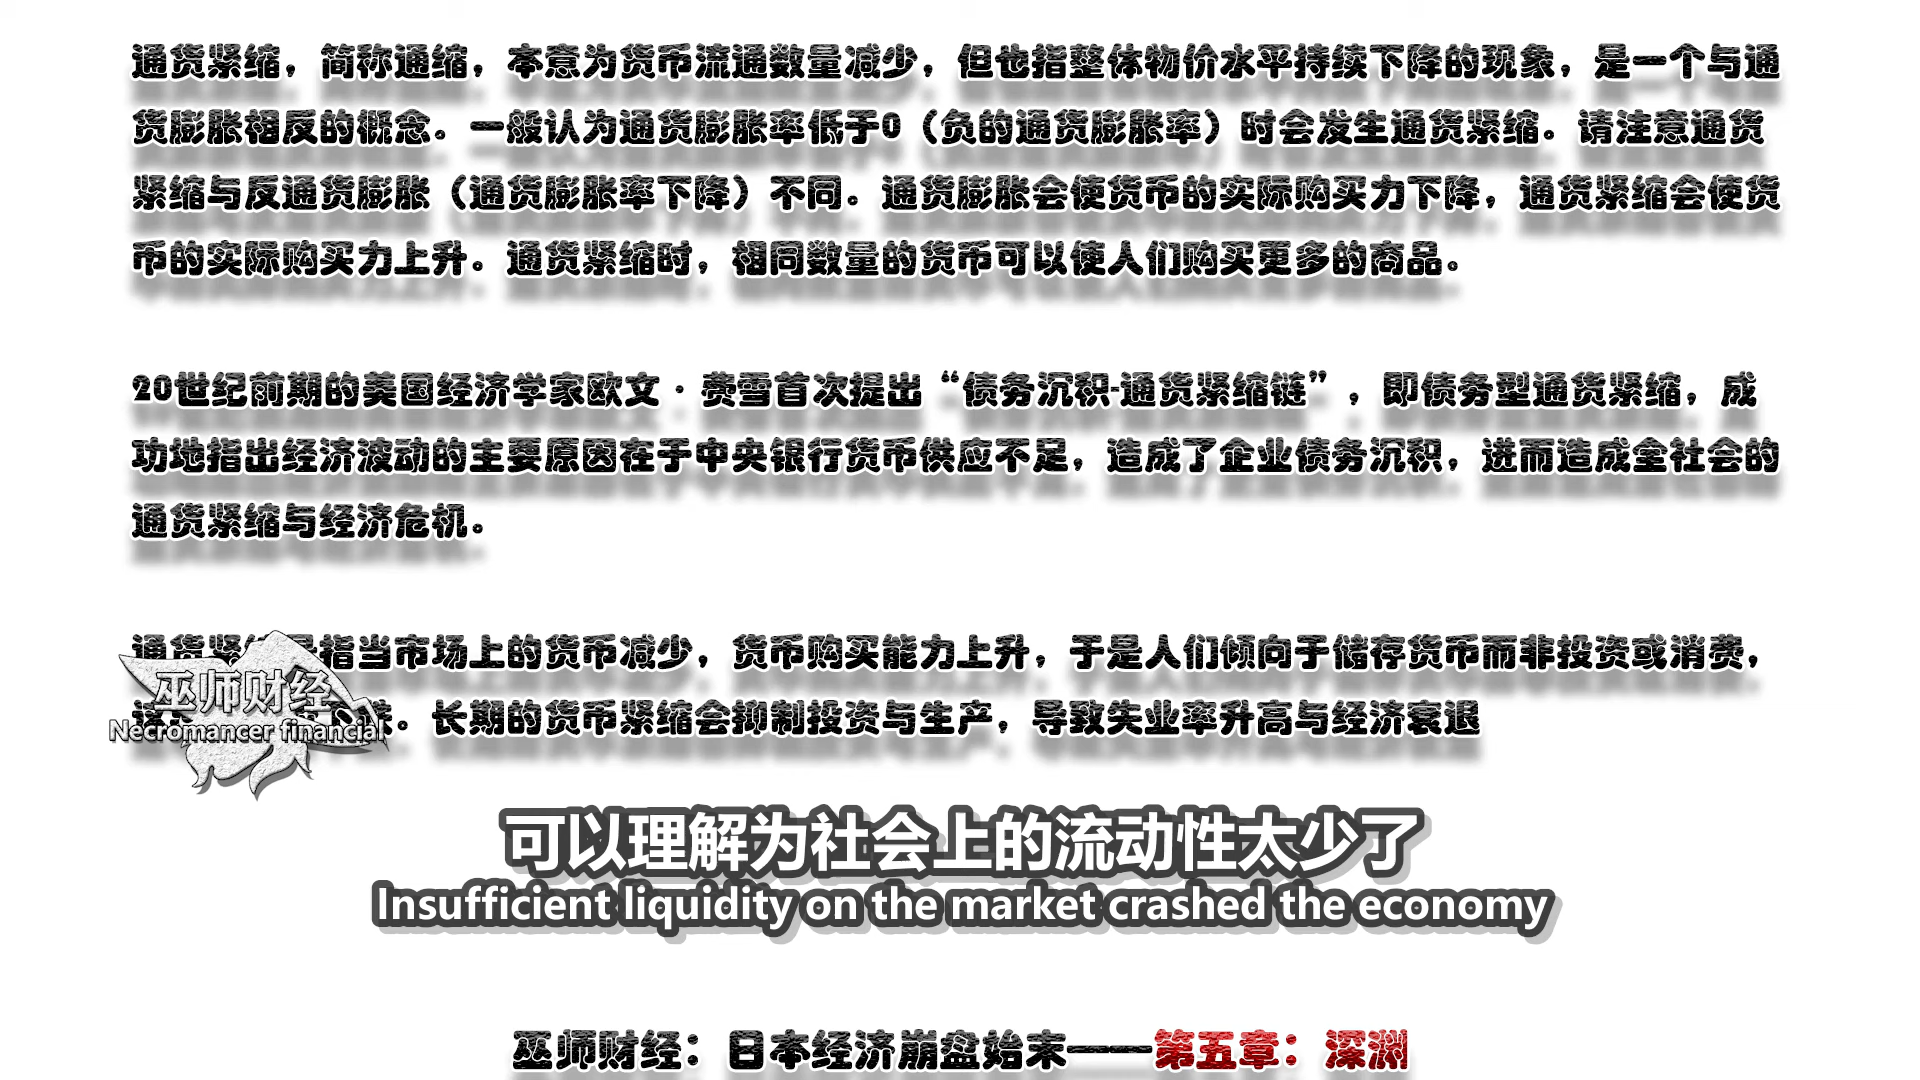 通货紧缩，简称通缩，本意为货币流通数量减少，但也指整体物价水平持续下降的现象，是一个与通
货膨胀相反的概念。一般认为通货膨胀率低于0（负的通货膨胀率）时会发生通货紧缩。请注意通货
紧缩与反通货膨胀（通货膨胀率下降）不同。通货膨胀会使货币的实际购买力下降，通货紧缩会使货
币的实际购买力上升。通货紧缩时，相同数量的货币可以使人们购买更多的商品。
20世纪前期的美国经济学家欧文·费雪首次提出“债务沉积-通货紧缩链”，即债务型通货紧缩，成
功地指出经济波动的主要原因在于中央银行货币供应不足，造成了企业债务沉积，进而造成全社会的
通货紧缩与经济危机。
通货紧缩是指当市场上的货币减少，货币购买能力上升，于是人们倾向于储存货币而非投资或消费，
。长期的货币紧缩会抑制投资与生产，导致失业率升高与经济衰退
巫师财经
Necromancer financial
可以理解为社会上的流动性太少了
Insufficient liquidity on the market crashed the economy
巫师财经：日本经济崩盘始末——第五章：深渊